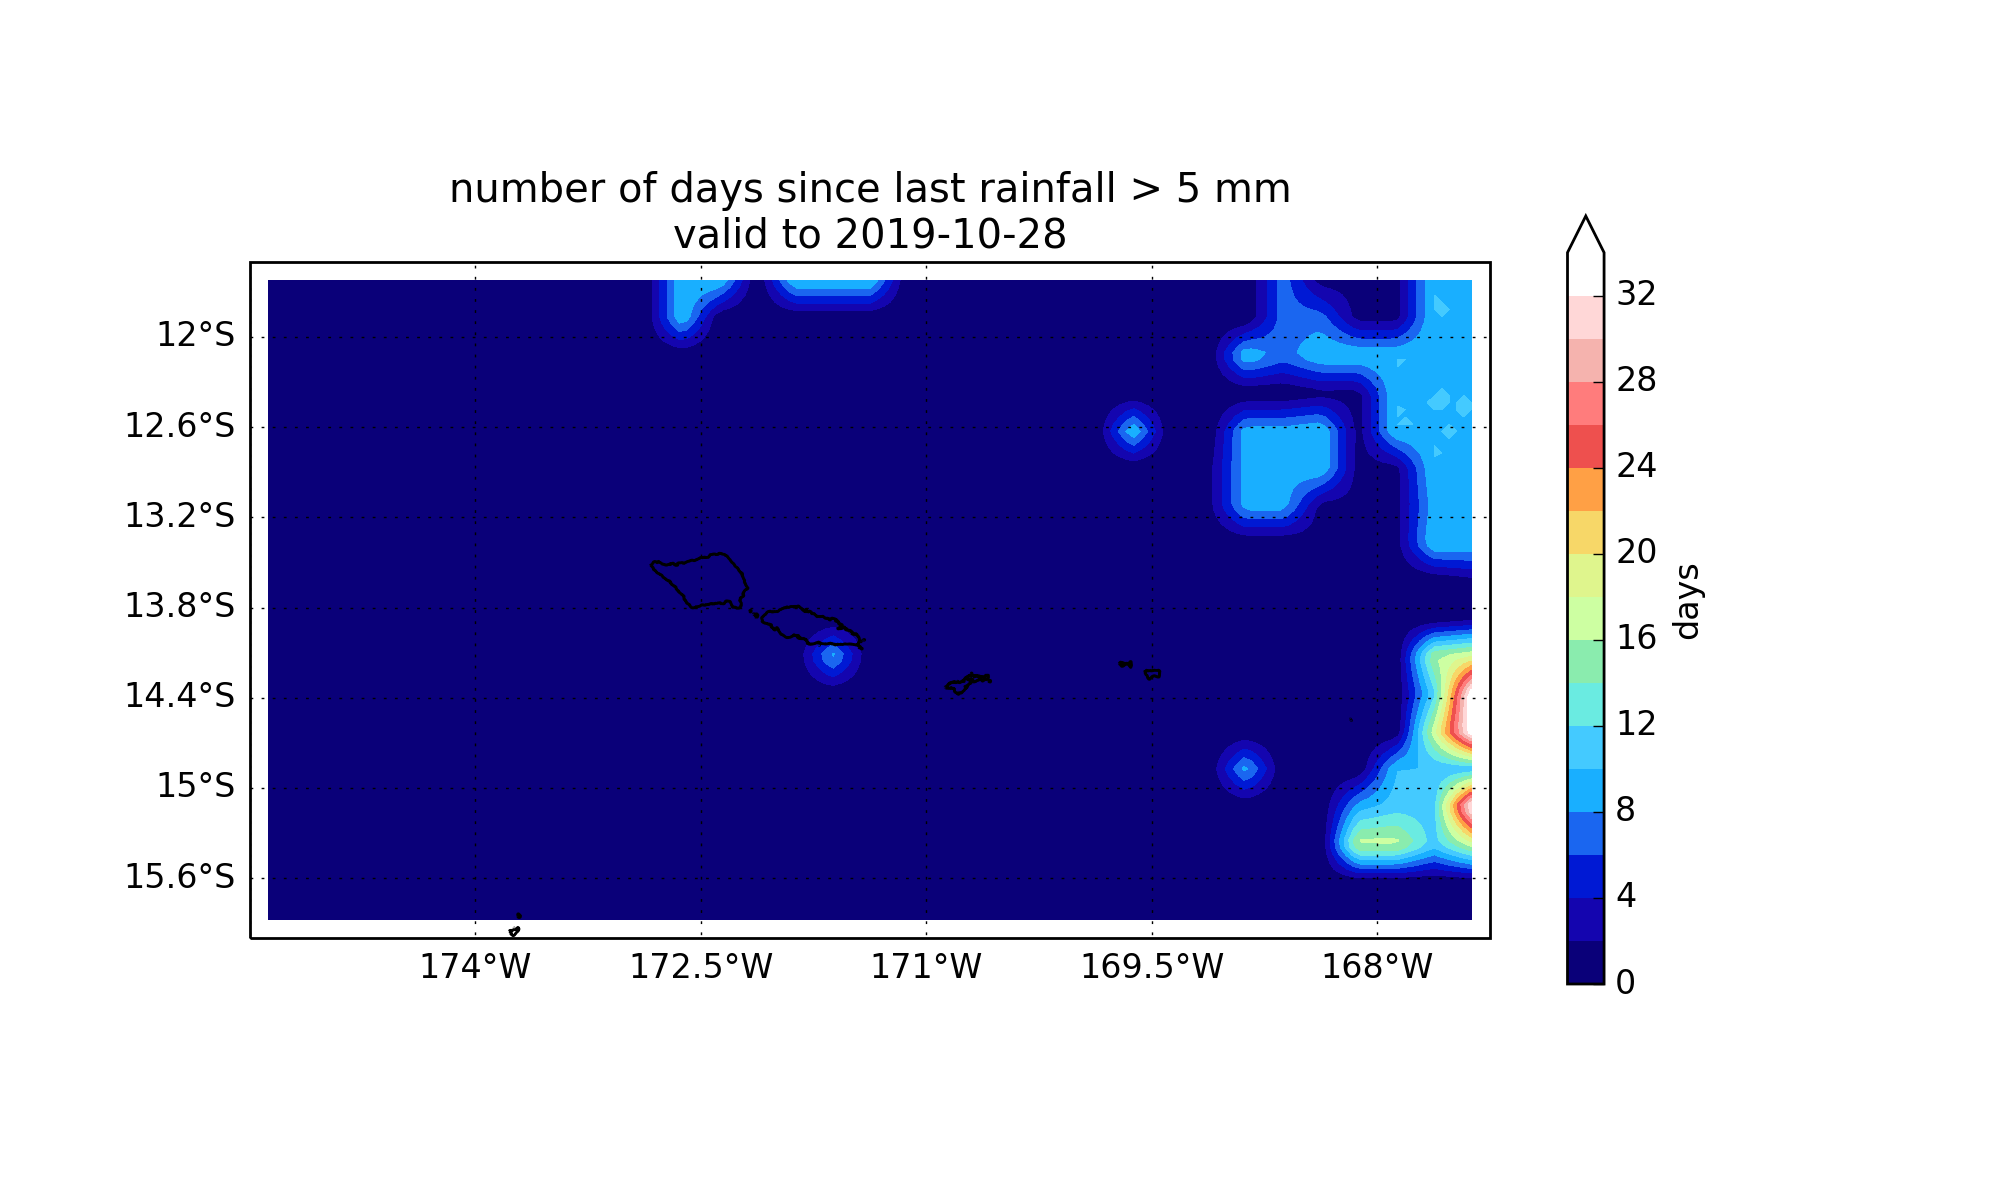 number of days since last rainfall > 5 mm
valid to 2019-10-28
12°S
12.6°S
13.2°S
13.8°S
14.4°S
15°S
15.6°S
174°W
172.5°W
171°W
169.5°W
168°W
32
28
24
20
16
12
8
4
0
days